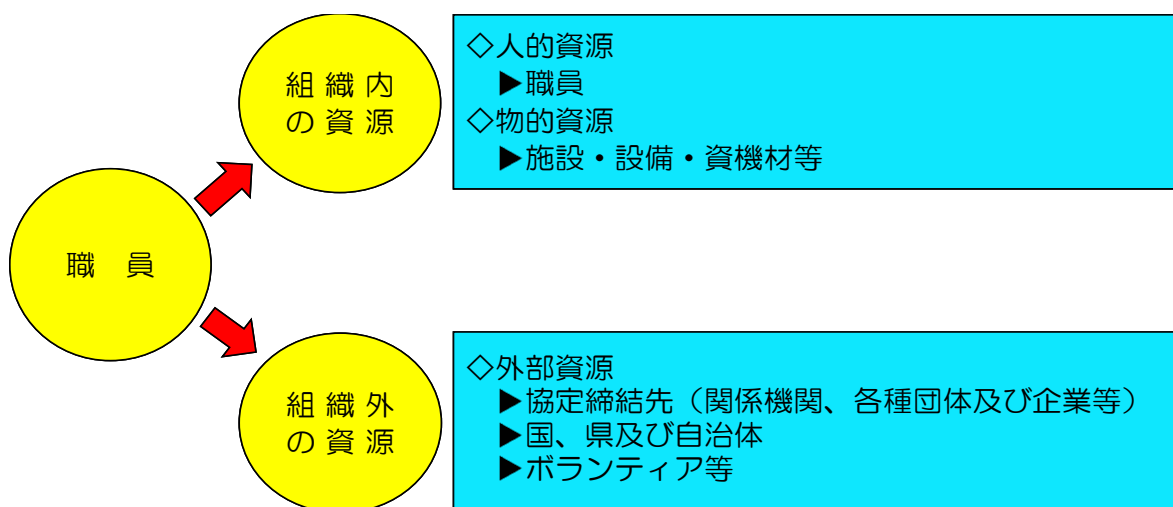 組織内
の資源
◇人的資源
▶職員
◇物的資源
▶施設・設備・資機材等
職 員
組織外
の資源
◇外部資源
▶協定締結先（関係機関、各種団体及び企業等）
▶国、県及び自治体
▶ボランティア等